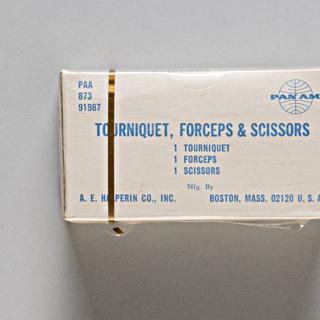 PAA
873
91987
PAN AM
TOURNIQUET, FORCEPS & SCISSORS
1 TOURNIQUET
1 FORCEPS
1 SCISSORS
Mfg. By
A. E. HALPERIN CO., INC. BOSTON, MASS. 02120 U. S. A